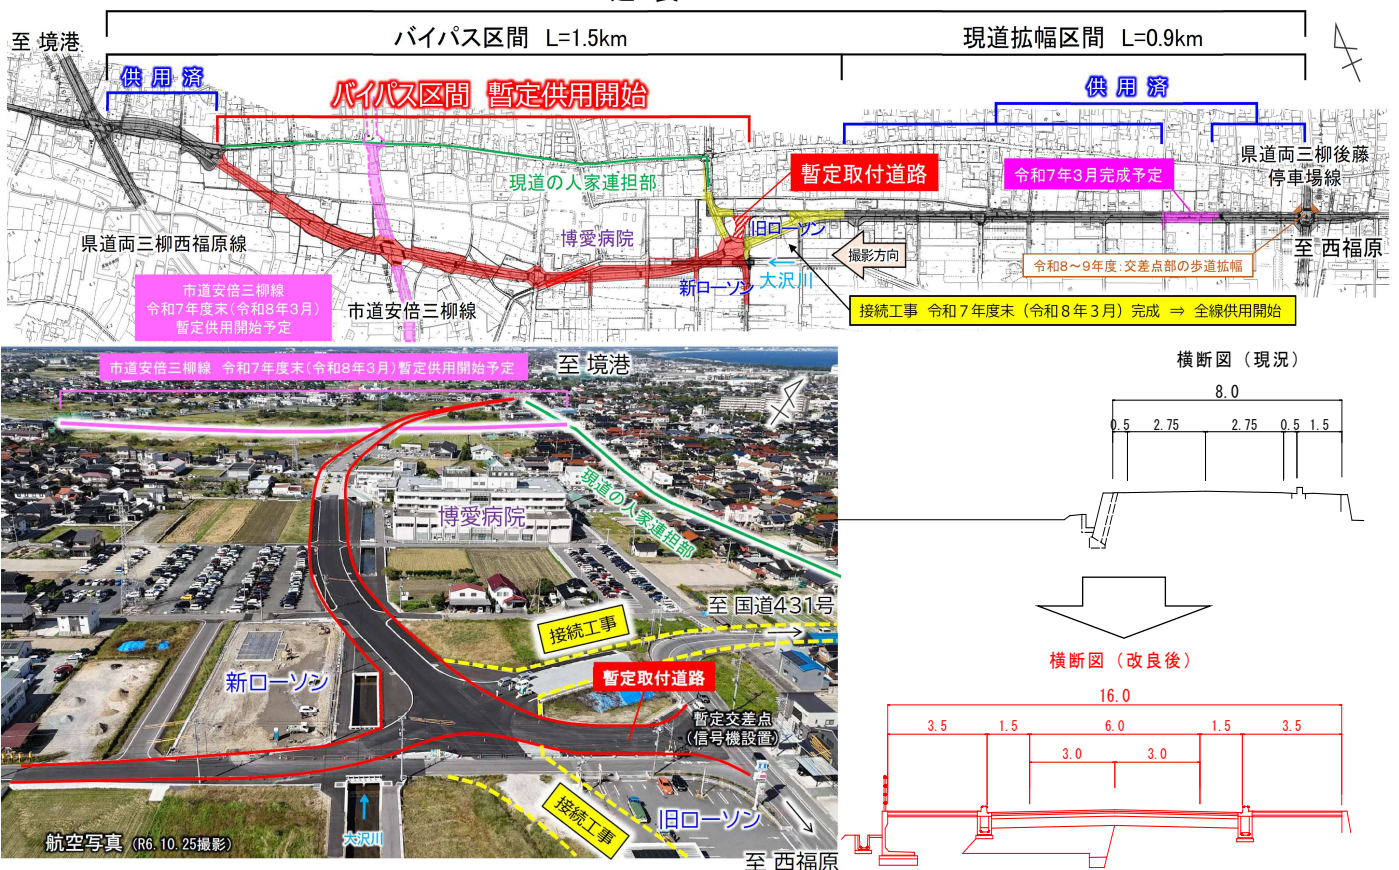 バイパス区間 L=1.5km
現道拡幅区間 L=0.9km
至 境港
供用済
バイパス区間 暫定供用開始
供用済
県道両三柳後藤
停車場線
暫定取付道路
令和7年3月完成予定
現道の人家連担部
旧ローソン
博愛病院
県道両三柳西福原線
撮影方向
至 西福原
令和8～9年度:交差点部の歩道拡幅
大沢川
新ローソン
市道安倍三柳線
令和7年度末(令和8年3月)
暫定供用開始予定
市道安倍三柳線
接続工事 令和7年度末(令和8年3月)完成 ⇒ 全線供用開始
市道安倍三柳線 令和7年度末(令和8年3月)暫定供用開始予定
至 境港
現道の人家連担部
博愛病院
至 国道431号
接続工事
暫定取付道路
新ローソン
暫定交差点
(信号機設置)
接続工事
旧ローソン
大沢川
航空写真 (R6.10.25撮影)
至 西福原
横断図(現況)
8.0
0.5 2.75 2.75 0.5 1.5
横断図(改良後)
16.0
3.5 1.5 6.0 1.5 3.5
3.0 3.0